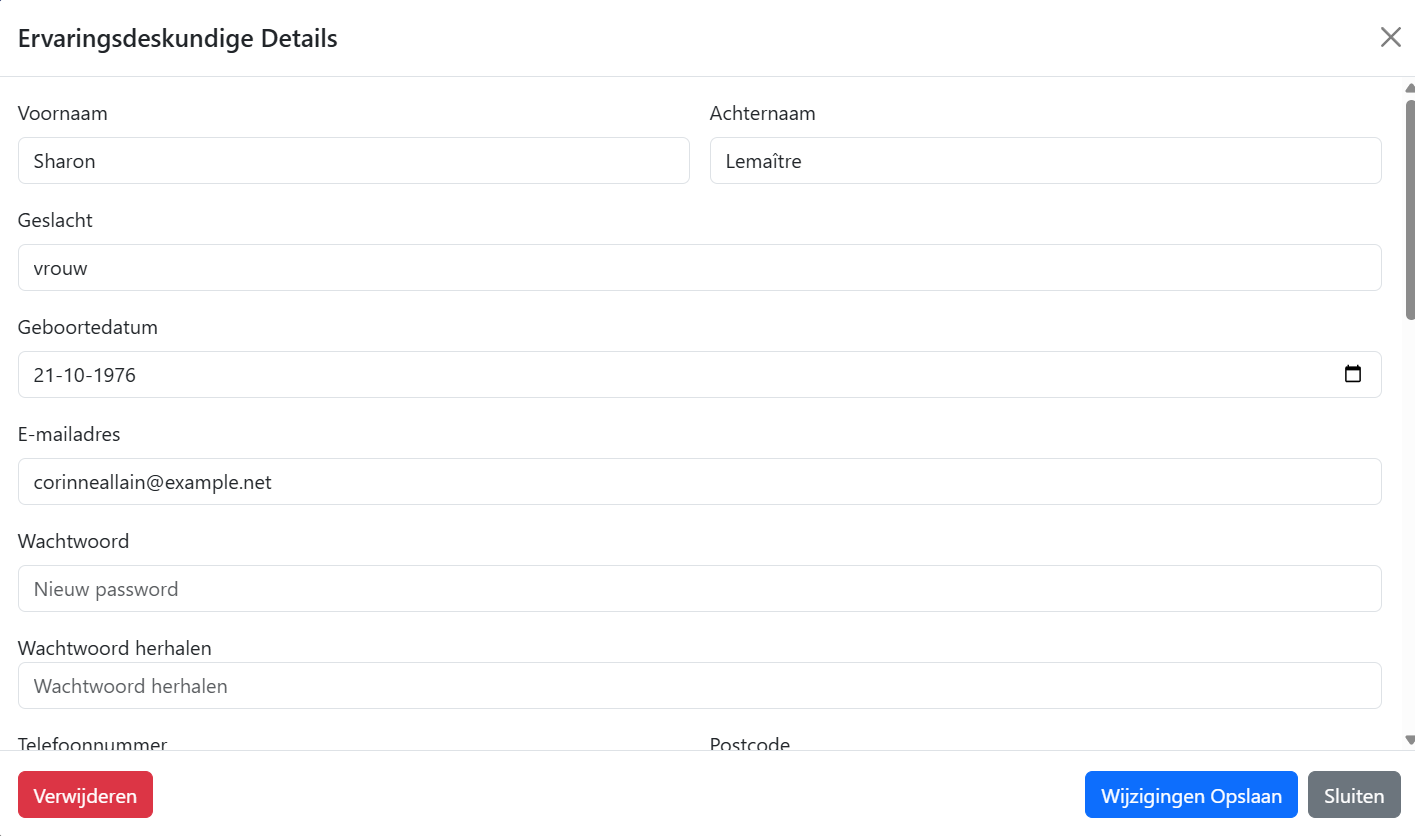 Ervaringsdeskundige Details
Voornaam Achternaam
Sharon Lemaître
Geslacht
vrouw
Geboortedatum
21-10-1976
E-mailadres
corinneallain@example.net
Wachtwoord
Nieuw password
Wachtwoord herhalen
Wachtwoord herhalen
Telefoonnummer Postcode
Verwijderen Wijzigingen Opslaan Sluiten